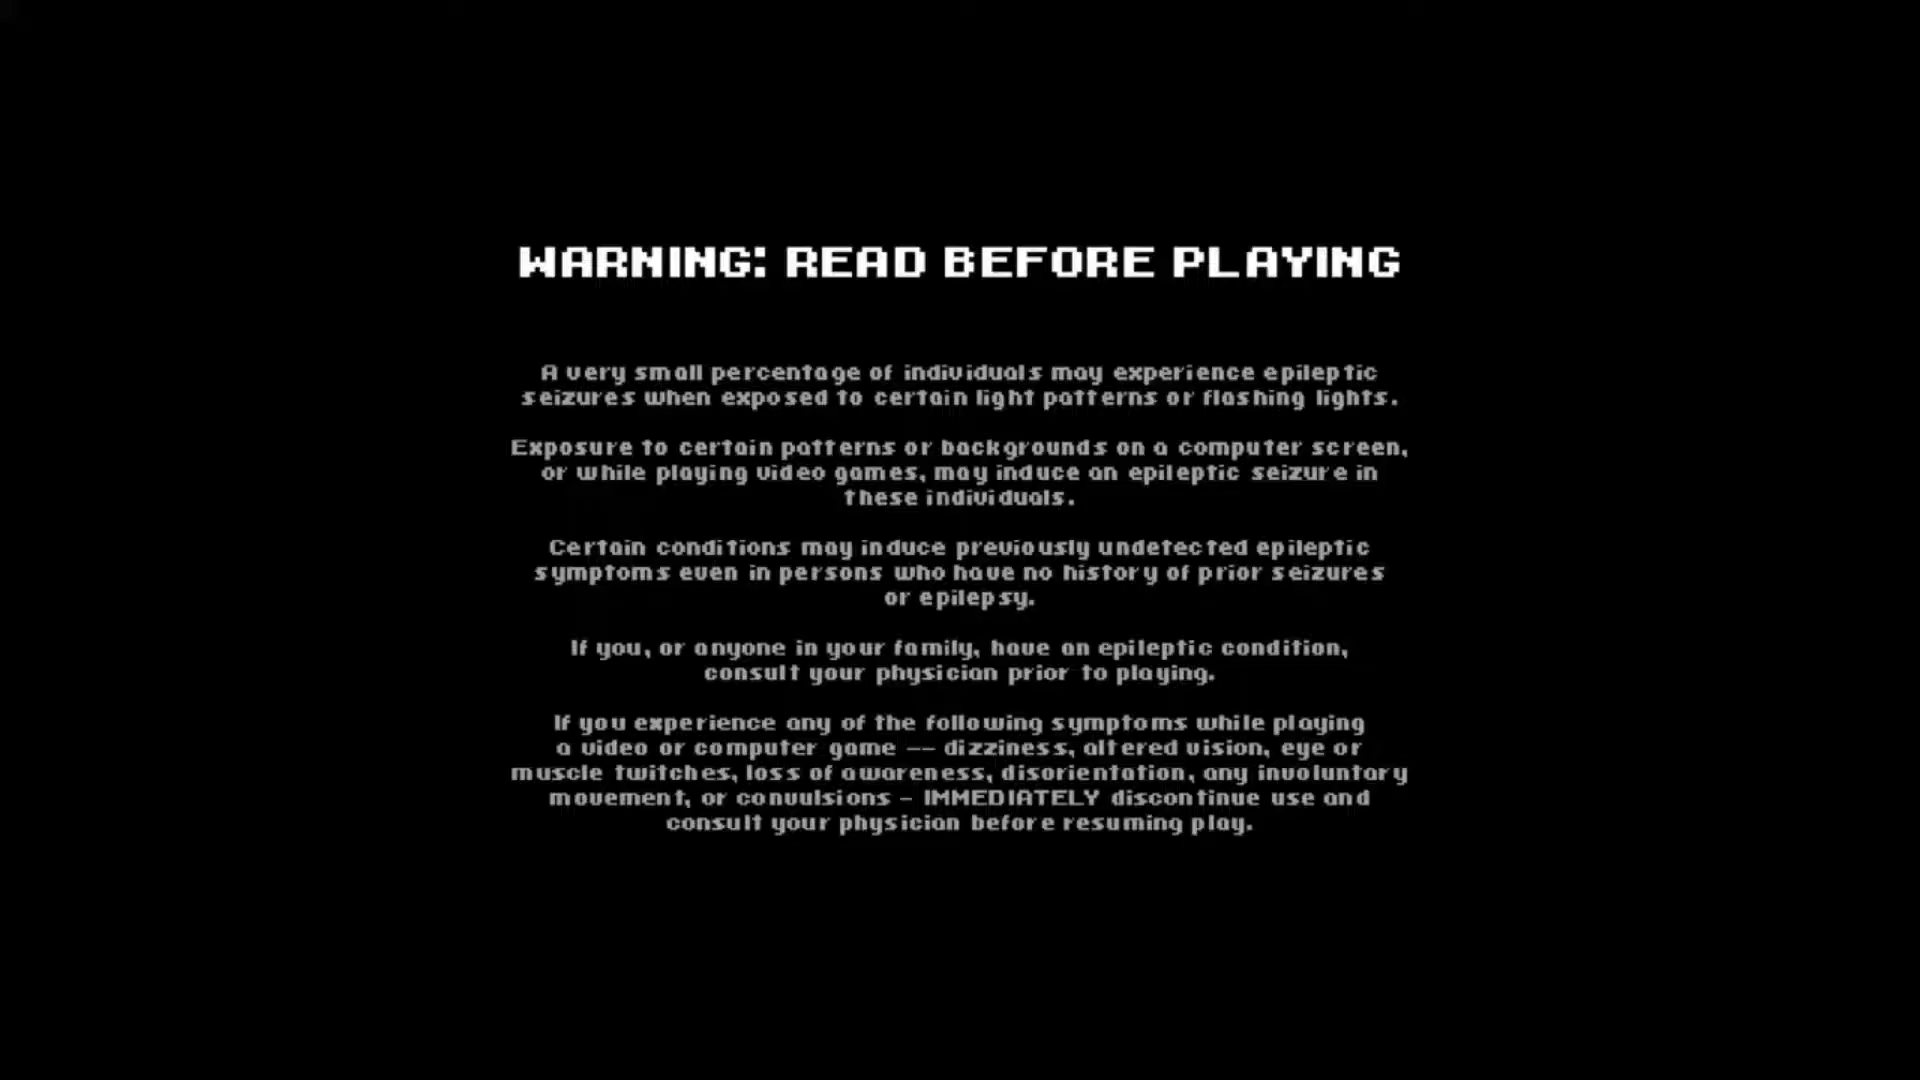 WARNING: READ BEFORE PLAYING
A very small percentage of individuals may experience epileptic
seizures when exposed to certain light patterns or flashing lights.
Exposure to certain patterns or backgrounds on a computer screen,
or while playing video games, may induce an epileptic seizure in
these individuals.
Certain conditions may induce previously undetected epileptic
symptoms even in persons who have no history of prior seizures
or epilepsy.
If you, or anyone in your family, have an epileptic condition,
consult your physician prior to playing.
If you experience any of the following symptoms while playing
a video or computer game -- dizziness, altered vision, eye or
muscle twitches, loss of awareness, disorientation, any involuntary
movement, or convulsions - IMMEDIATELY discontinue use and
consult your physician before resuming play.